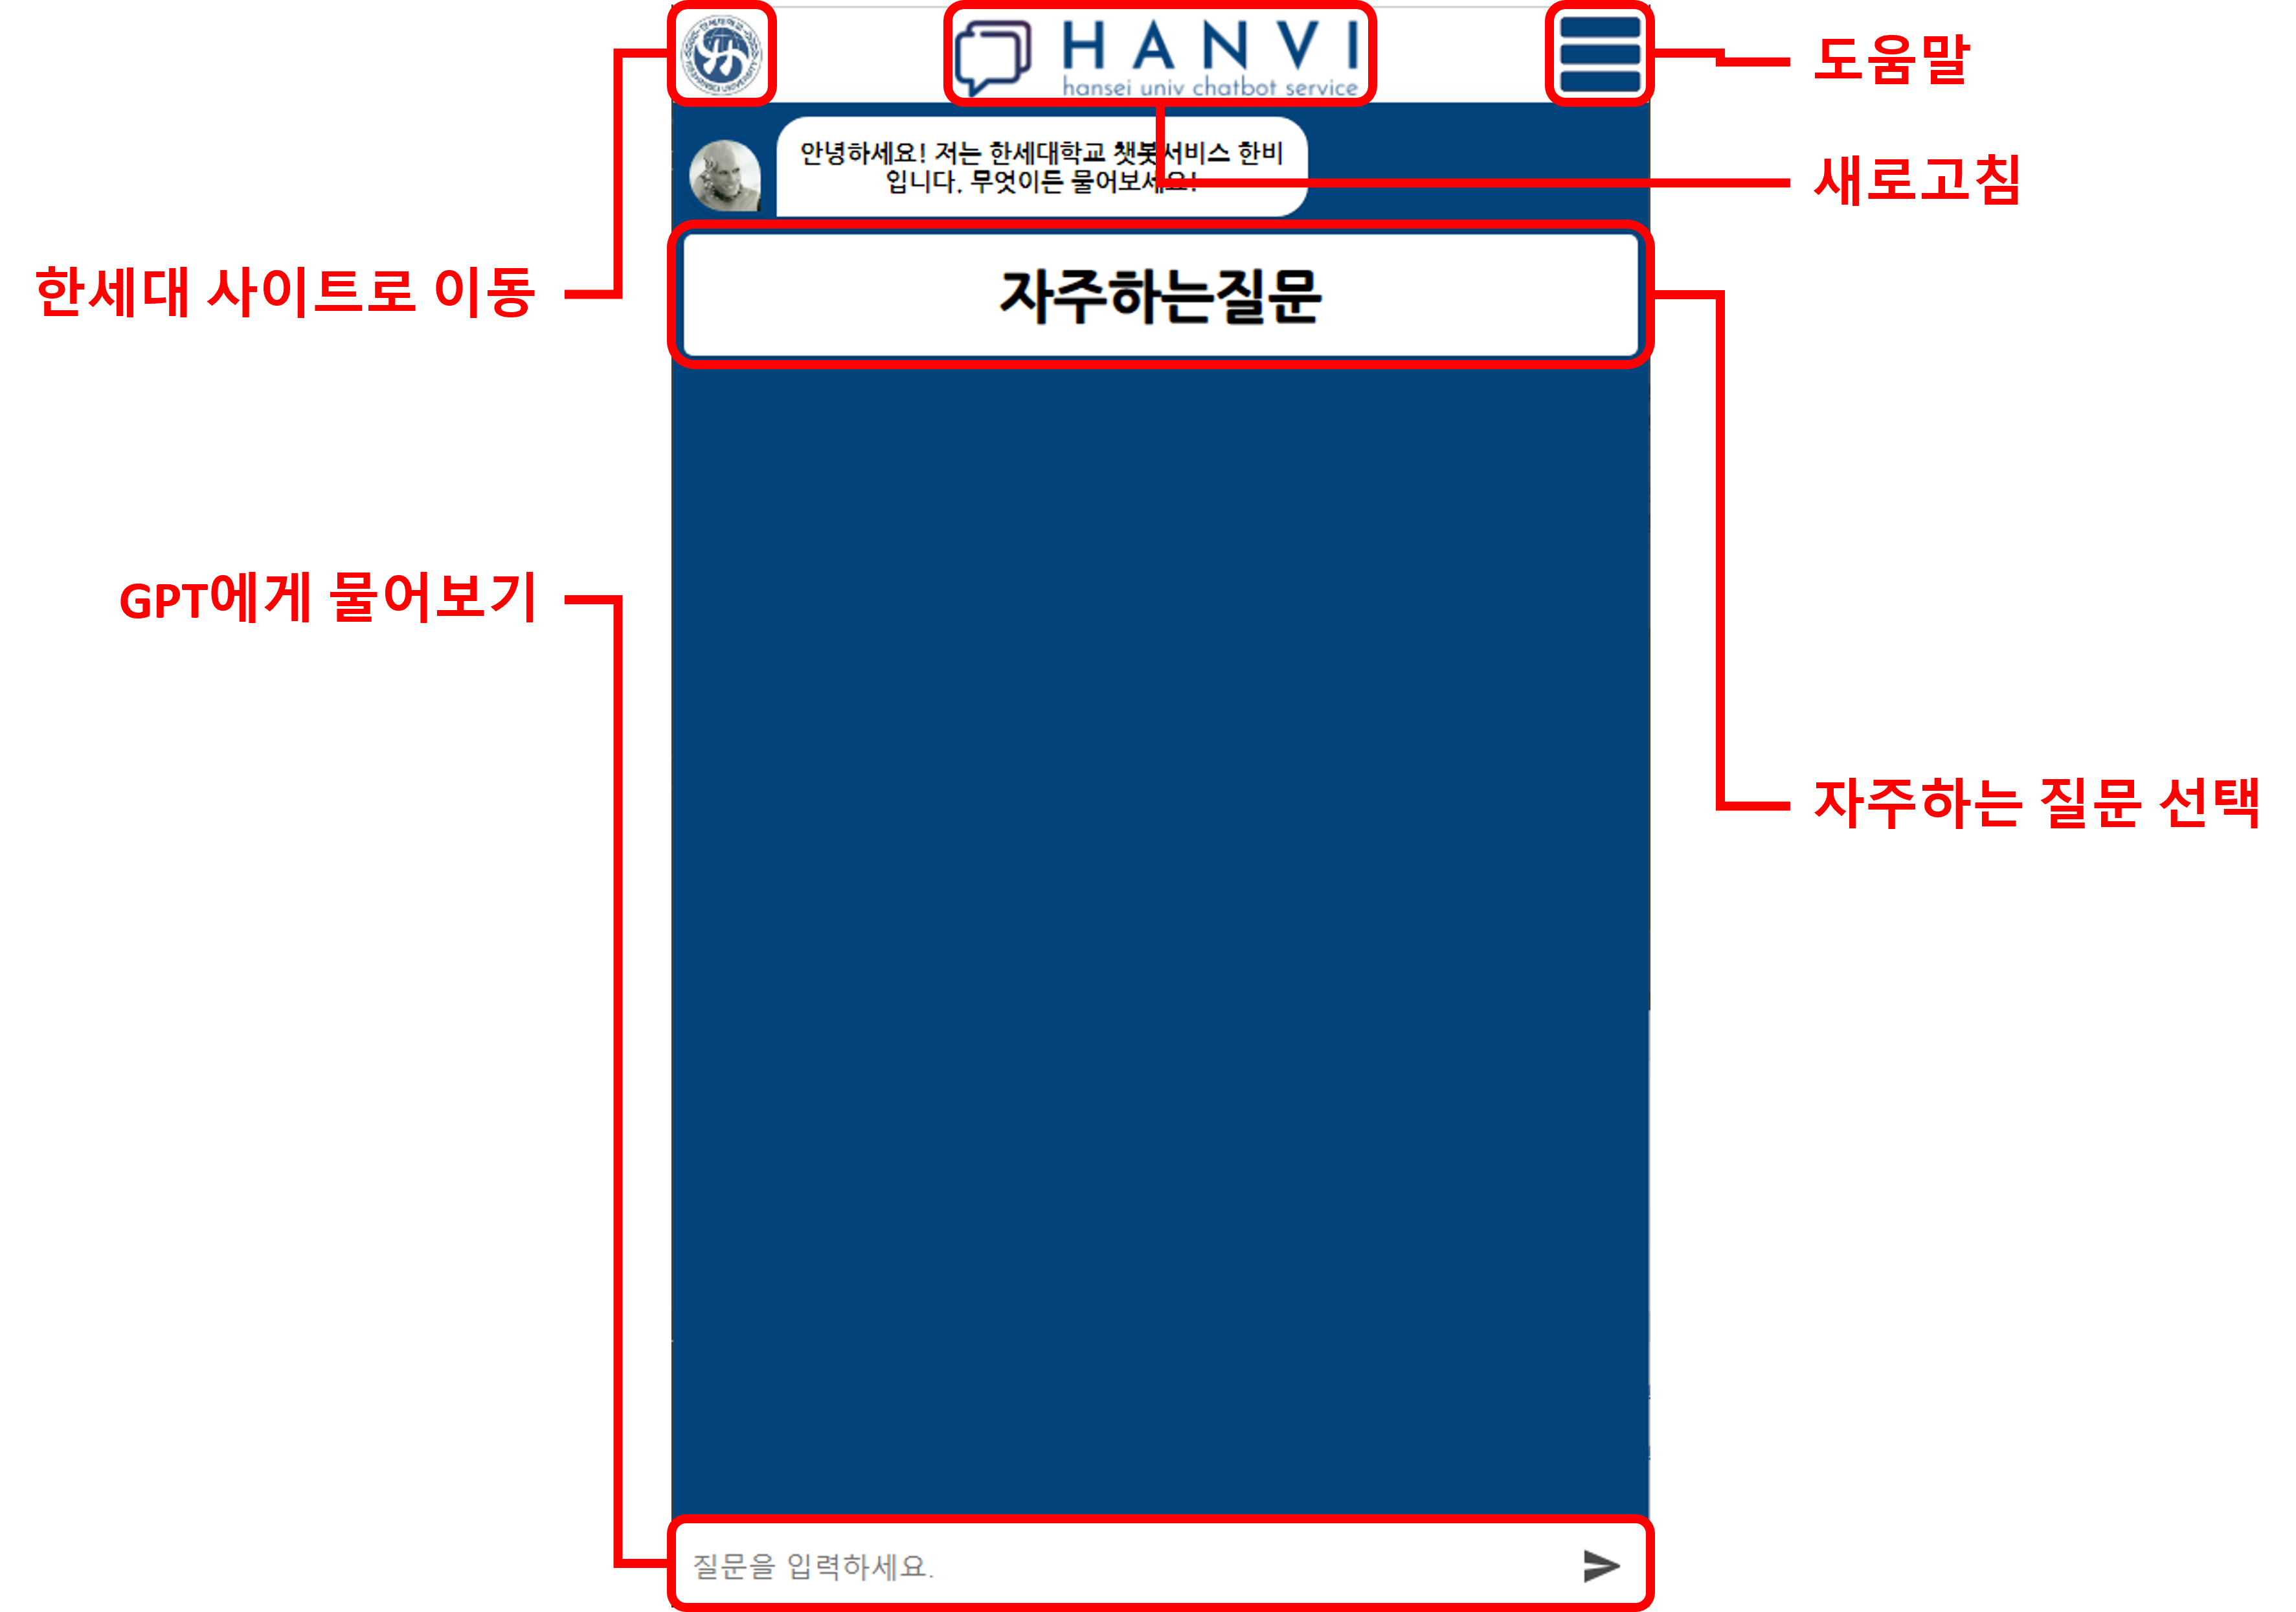 HANVI
hansei univ chatbot service
도움말
안녕하세요! 저는 한세대학교 챗봇서비스 한비
입니다. 무엇이든 물어보세요!
새로고침
한세대 사이트로 이동
자주하는질문
GPT에게 물어보기
자주하는 질문 선택
질문을 입력하세요.